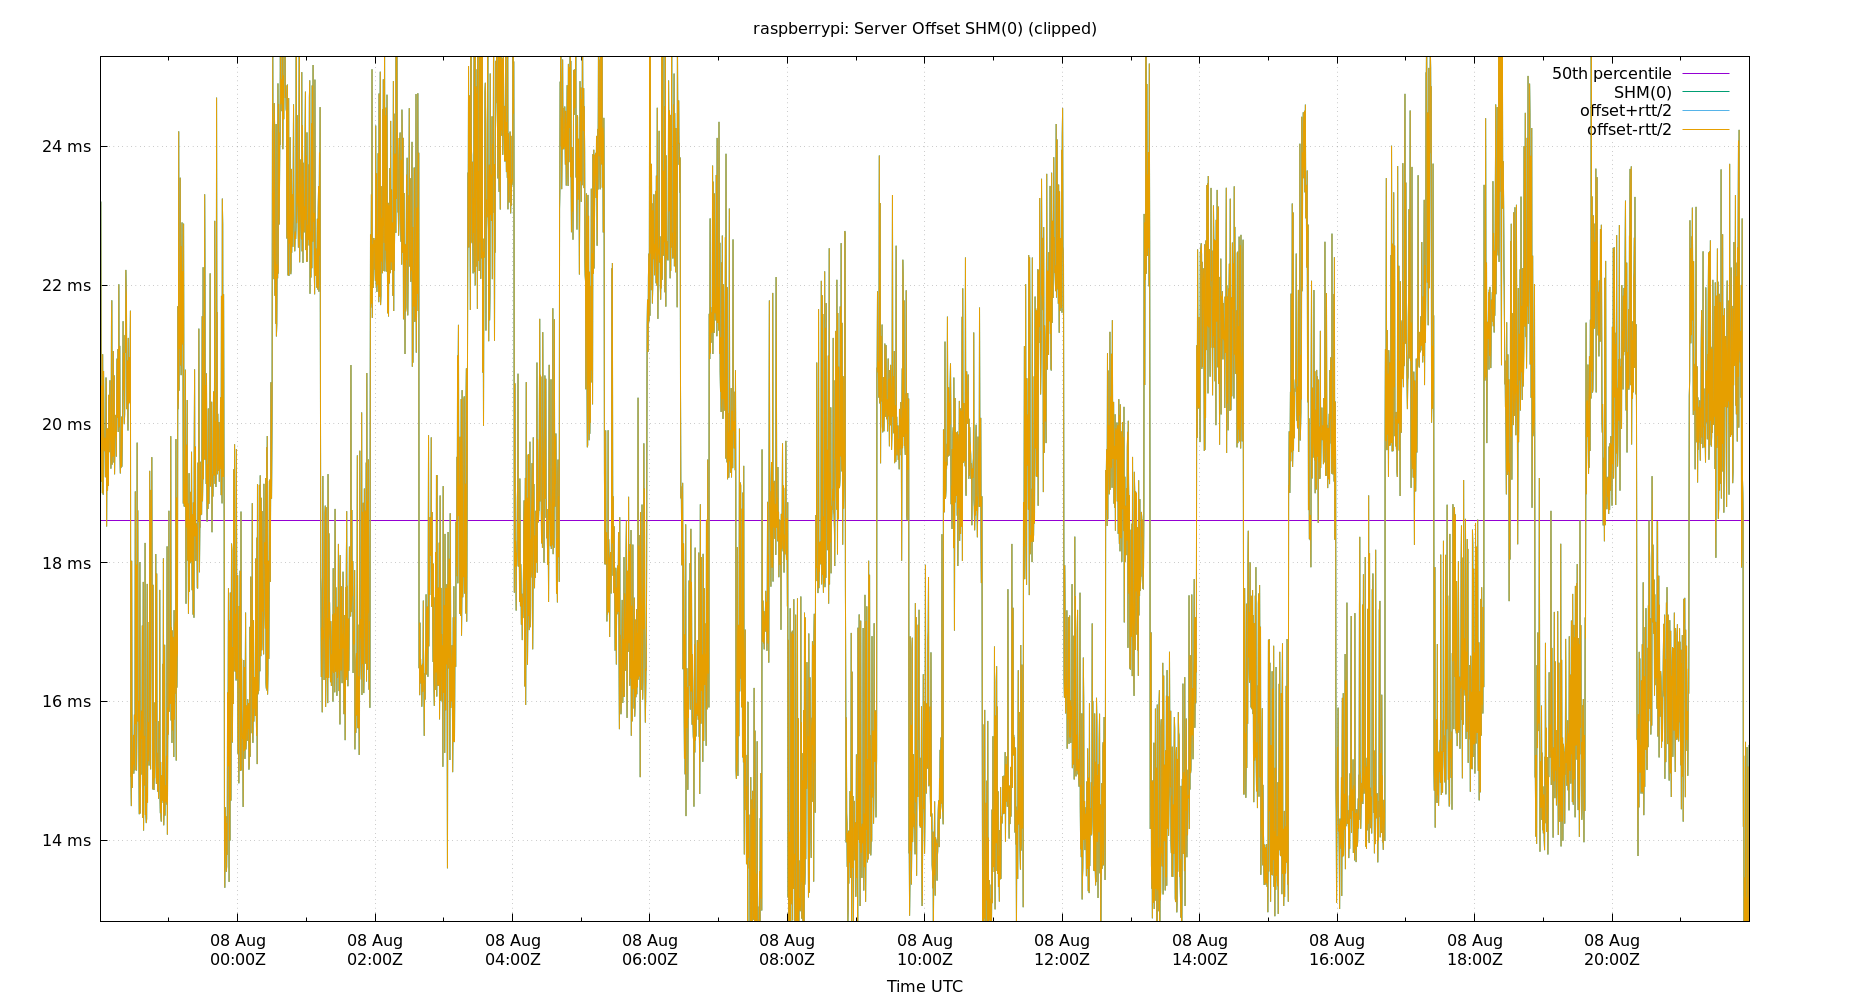 raspberrypi: Server Offset SHM(0) (clipped)
50th percentile
SHM(0)
offset+rtt/2
offset-rtt/2
24 ms
22 ms
20 ms
18 ms
16 ms
14 ms
08 Aug 08 Aug 08 Aug 08 Aug 08 Aug 08 Aug 08 Aug 08 Aug 08 Aug 08 Aug 08 Aug
00:00Z 02:00Z 04:00Z 06:00Z 08:00Z 10:00Z 12:00Z 14:00Z 16:00Z 18:00Z 20:00Z
Time UTC